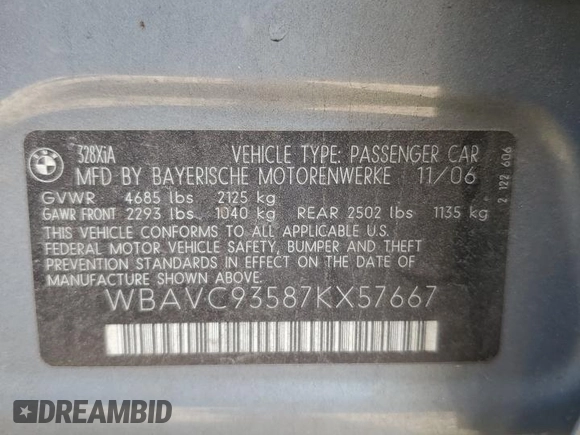 BMW
328XiA VEHICLE TYPE: PASSENGER CAR
MFD BY BAYERISCHE MOTORENWERKE 11/06
GVWR 4685 lbs 2125 kg
GAWR FRONT 2293 lbs 1040 kg REAR 2502 lbs 1135 kg
THIS VEHICLE CONFORMS TO ALL APPLICABLE U.S.
FEDERAL MOTOR VEHICLE SAFETY, BUMPER AND THEFT
PREVENTION STANDARDS IN EFFECT ON THE DATE OF
MANUFACTURE SHOWN ABOVE.
WBAVC93587KX57667
2 122 606
DREAMBID